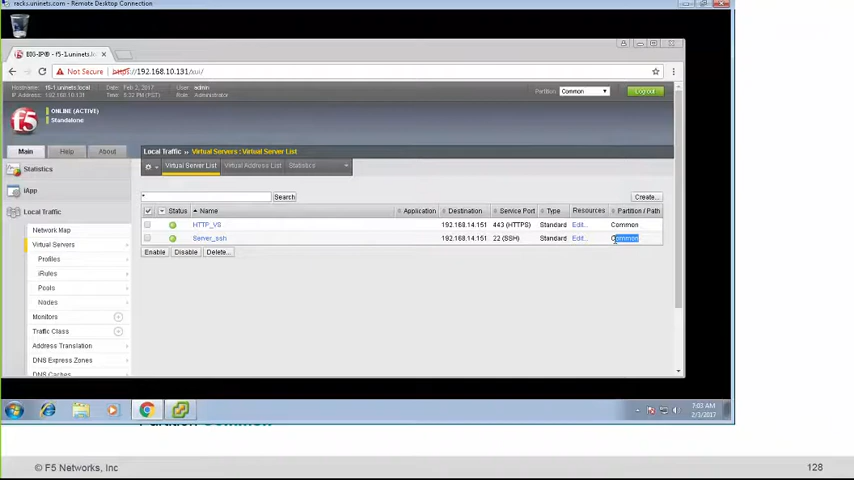 racks.uninets.com - Remote Desktop Connection
BIG-IP® - f5-1.uninets.loc
Not Secure https://192.168.10.131/xui/
Hostname: f5-1.uninets.local Date: Feb 2, 2017 User: admin
IP Address: 192.168.10.131 Time: 5:32 PM (PST) Role: Administrator
Partition: Common Log out
f5
ONLINE (ACTIVE)
Standalone
Main Help About
Local Traffic » Virtual Servers : Virtual Server List
Virtual Server List Virtual Address List Statistics
Statistics
iApp
Local Traffic
Network Map
Virtual Servers
Profiles
iRules
Pools
Nodes
Monitors
Traffic Class
Address Translation
DNS Express Zones
DNS Caches
* Search Create...
Status Name Application Destination Service Port Type Resources Partition / Path
HTTP_VS 192.168.14.151 443 (HTTPS) Standard Edit... Common
Server_ssh 192.168.14.151 22 (SSH) Standard Edit... Common
Enable Disable Delete...
7:03 AM
2/3/2017
Partition Common
© F5 Networks, Inc 128